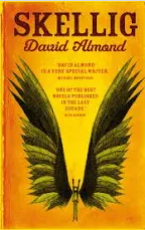 SKELLIG
David Almond
DAVID ALMOND
IS A VERY SPECIAL WRITER
ONE OF THE BEST
NOVELS PUBLISHED
IN THE LAST
DECADE